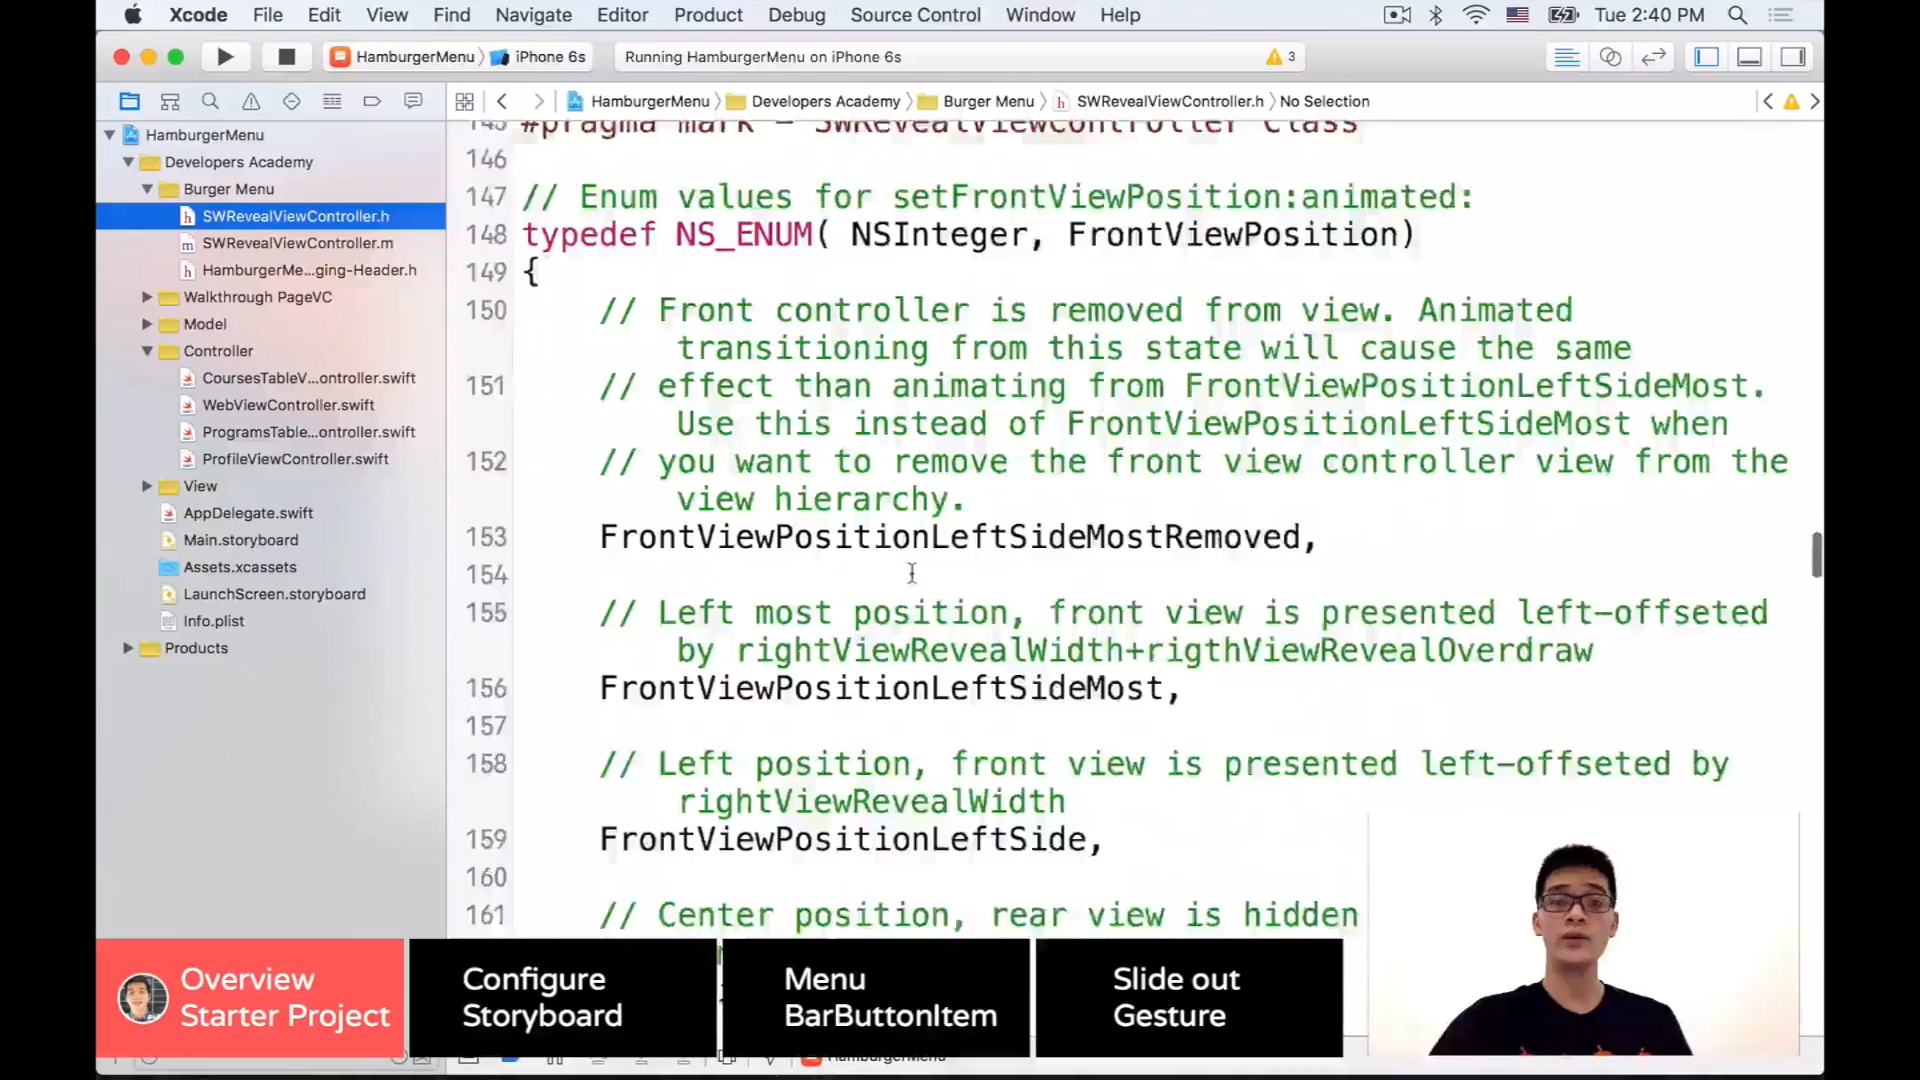 Xcode File Edit View Find Navigate Editor Product Debug Source Control Window Help Tue 2:40 PM
HamburgerMenu iPhone 6s Running HamburgerMenu on iPhone 6s 3
HamburgerMenu Developers Academy Burger Menu SWRevealViewController.h No Selection
HamburgerMenu
Developers Academy
Burger Menu
SWRevealViewController.h
SWRevealViewController.m
HamburgerMe...ging-Header.h
Walkthrough PageVC
Model
Controller
CoursesTableV...ontroller.swift
WebViewController.swift
ProgramsTable...ontroller.swift
ProfileViewController.swift
View
AppDelegate.swift
Main.storyboard
Assets.xcassets
LaunchScreen.storyboard
Info.plist
Products
145 #pragma mark - SWRevealViewController Class
146
147 // Enum values for setFrontViewPosition:animated:
148 typedef NS_ENUM( NSInteger, FrontViewPosition)
149 {
150 // Front controller is removed from view. Animated
transitioning from this state will cause the same
151 // effect than animating from FrontViewPositionLeftSideMost.
Use this instead of FrontViewPositionLeftSideMost when
152 // you want to remove the front view controller view from the
view hierarchy.
153 FrontViewPositionLeftSideMostRemoved,
154
155 // Left most position, front view is presented left-offseted
by rightViewRevealWidth+rigthViewRevealOverdraw
156 FrontViewPositionLeftSideMost,
157
158 // Left position, front view is presented left-offseted by
rightViewRevealWidth
159 FrontViewPositionLeftSide,
160
161 // Center position, rear view is hidden
Overview
Starter Project
Configure
Storyboard
Menu
BarButtonItem
Slide out
Gesture
HamburgerMenu